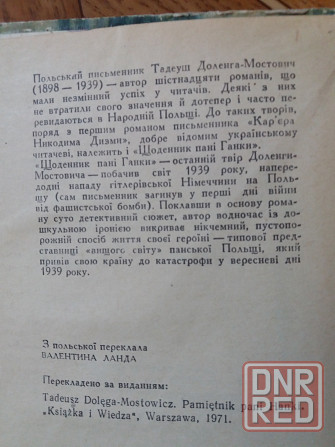 Польський письменник Тадеуш Доленга-Мостович
(1898 — 1939) — автор шістнадцяти романів, що
мали незмінний успіх у читачів. Деякі з них
не втратили свого значення й дотепер і часто пе-
ревидаються в Народній Польщі. До таких творів,
поряд з першим романом письменника «Кар'єра
Никодима Дизми», добре відомим українському
читачеві, належить і «Щоденник пані Ганки».
«Щоденник пані Ганки» — останній твір Доленги-
Мостовича — побачив світ 1939 року, напере-
додні нападу гітлерівської Німеччини на Поль-
щу (сам письменник загинув у перші дні війни
від фашистської бомби). Поклавши в основу рома-
ну суто детективний сюжет, автор водночас із до-
шкульною іронією викриває нікчемний, пустопо-
рожній спосіб життя своєї героїні — типової пред-
ставниці «вищого світу» панської Польщі, який
привів свою країну до катастрофи у вересневі дні
1939 року.
З польської переклала
ВАЛЕНТИНА ЛАНДА
Перекладено за виданням:
Tadeusz Dołęga-Mostowicz. Pamiętnik pani Hanki.
„Książka i Wiedza", Warszawa, 1971.
DNR
RED